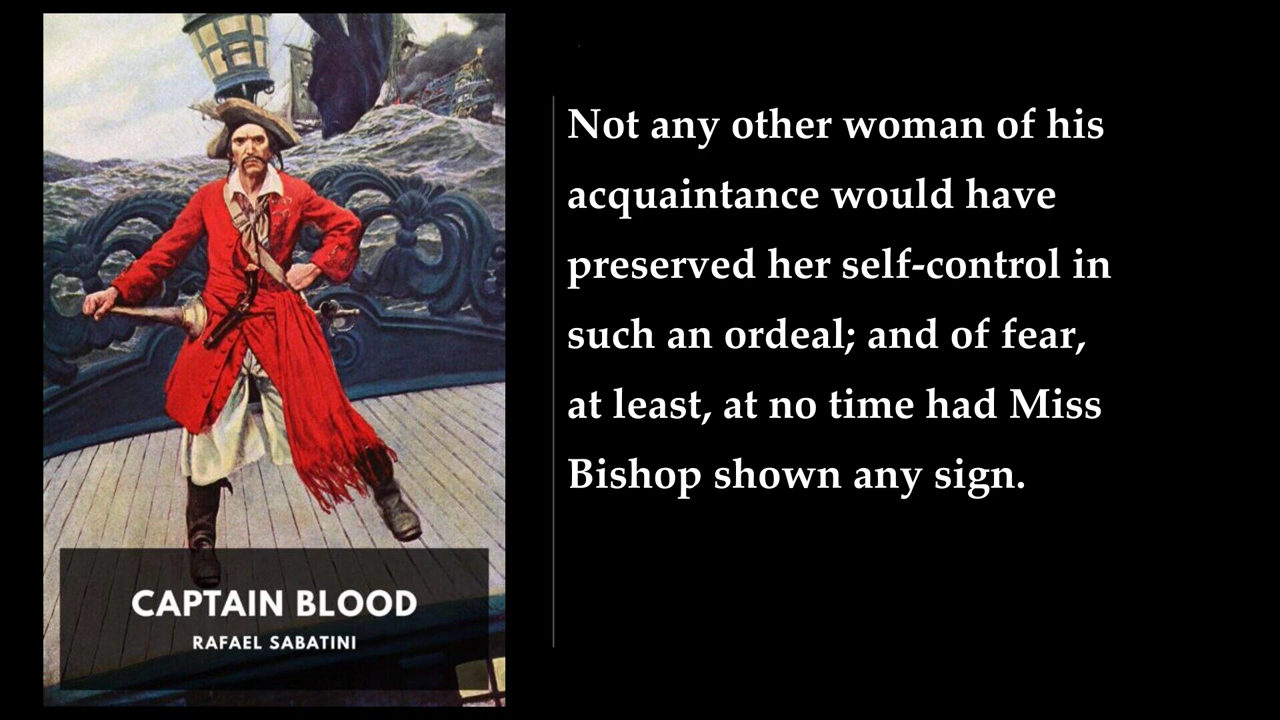 CAPTAIN BLOOD
RAFAEL SABATINI
Not any other woman of his
acquaintance would have
preserved her self-control in
such an ordeal; and of fear,
at least, at no time had Miss
Bishop shown any sign.